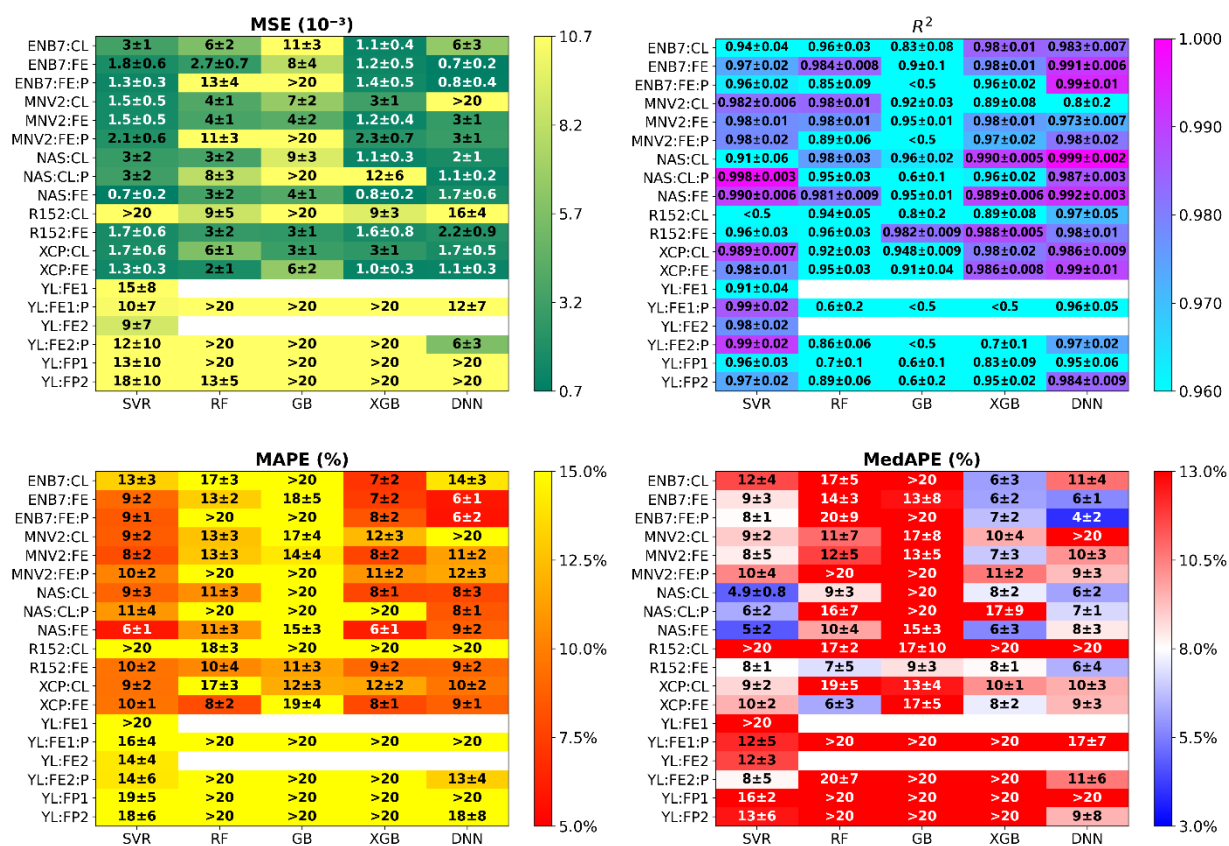 MSE (10⁻³)
ENB7:CL 3±1 6±2 11±3 1.1±0.4 6±3
ENB7:FE 1.8±0.6 2.7±0.7 8±4 1.2±0.5 0.7±0.2
ENB7:FE:P 1.3±0.3 13±4 >20 1.4±0.5 0.8±0.4
MNV2:CL 1.5±0.5 4±1 7±2 3±1 >20
MNV2:FE 1.5±0.5 4±1 4±2 1.2±0.4 3±1
MNV2:FE:P 2.1±0.6 11±3 >20 2.3±0.7 3±1
NAS:CL 3±2 3±2 9±3 1.1±0.3 2±1
NAS:CL:P 3±2 8±3 >20 12±6 1.1±0.2
NAS:FE 0.7±0.2 3±2 4±1 0.8±0.2 1.7±0.6
R152:CL >20 9±5 >20 9±3 16±4
R152:FE 1.7±0.6 3±2 3±1 1.6±0.8 2.2±0.9
XCP:CL 1.7±0.6 6±1 3±1 3±1 1.7±0.5
XCP:FE 1.3±0.3 2±1 6±2 1.0±0.3 1.1±0.3
YL:FE1 15±8
YL:FE1:P 10±7 >20 >20 >20 12±7
YL:FE2 9±7
YL:FE2:P 12±10 >20 >20 >20 6±3
YL:FP1 13±10 >20 >20 >20 >20
YL:FP2 18±10 13±5 >20 >20 >20
SVR RF GB XGB DNN
10.7
8.2
5.7
3.2
0.7
R²
ENB7:CL 0.94±0.04 0.96±0.03 0.83±0.08 0.98±0.01 0.983±0.007
ENB7:FE 0.97±0.02 0.984±0.008 0.9±0.1 0.98±0.01 0.991±0.006
ENB7:FE:P 0.96±0.02 0.85±0.09 <0.5 0.96±0.02 0.99±0.01
MNV2:CL 0.982±0.006 0.98±0.01 0.92±0.03 0.89±0.08 0.8±0.2
MNV2:FE 0.98±0.01 0.98±0.01 0.95±0.01 0.98±0.01 0.973±0.007
MNV2:FE:P 0.98±0.02 0.89±0.06 <0.5 0.97±0.02 0.98±0.02
NAS:CL 0.91±0.06 0.98±0.03 0.96±0.02 0.990±0.005 0.999±0.002
NAS:CL:P 0.998±0.003 0.95±0.03 0.6±0.1 0.96±0.02 0.987±0.003
NAS:FE 0.990±0.006 0.981±0.009 0.95±0.01 0.989±0.006 0.992±0.003
R152:CL <0.5 0.94±0.05 0.8±0.2 0.89±0.08 0.97±0.05
R152:FE 0.96±0.03 0.96±0.03 0.982±0.009 0.988±0.005 0.98±0.01
XCP:CL 0.989±0.007 0.92±0.03 0.948±0.009 0.98±0.02 0.986±0.009
XCP:FE 0.98±0.01 0.95±0.03 0.91±0.04 0.986±0.008 0.99±0.01
YL:FE1 0.91±0.04
YL:FE1:P 0.99±0.02 0.6±0.2 <0.5 <0.5 0.96±0.05
YL:FE2 0.98±0.02
YL:FE2:P 0.99±0.02 0.86±0.06 <0.5 0.7±0.1 0.97±0.02
YL:FP1 0.96±0.03 0.7±0.1 0.6±0.1 0.83±0.09 0.95±0.06
YL:FP2 0.97±0.02 0.89±0.06 0.6±0.2 0.95±0.02 0.984±0.009
SVR RF GB XGB DNN
1.000
0.990
0.980
0.970
0.960
MAPE (%)
ENB7:CL 13±3 17±3 >20 7±2 14±3
ENB7:FE 9±2 13±2 18±5 7±2 6±1
ENB7:FE:P 9±1 >20 >20 8±2 6±2
MNV2:CL 9±2 13±3 17±4 12±3 >20
MNV2:FE 8±2 13±3 14±4 8±2 11±2
MNV2:FE:P 10±2 >20 >20 11±2 12±3
NAS:CL 9±3 11±3 >20 8±1 8±3
NAS:CL:P 11±4 >20 >20 >20 8±1
NAS:FE 6±1 11±3 15±3 6±1 9±2
R152:CL >20 18±3 >20 >20 >20
R152:FE 10±2 10±4 11±3 9±2 9±2
XCP:CL 9±2 17±3 12±3 12±2 10±2
XCP:FE 10±1 8±2 19±4 8±1 9±1
YL:FE1 >20
YL:FE1:P 16±4 >20 >20 >20 >20
YL:FE2 14±4
YL:FE2:P 14±6 >20 >20 >20 13±4
YL:FP1 19±5 >20 >20 >20 >20
YL:FP2 18±6 >20 >20 >20 18±8
SVR RF GB XGB DNN
15.0%
12.5%
10.0%
7.5%
5.0%
MedAPE (%)
ENB7:CL 12±4 17±5 >20 6±3 11±4
ENB7:FE 9±3 14±3 13±8 6±2 6±1
ENB7:FE:P 8±1 20±9 >20 7±2 4±2
MNV2:CL 9±2 11±7 17±8 10±4 >20
MNV2:FE 8±5 12±5 13±5 7±3 10±3
MNV2:FE:P 10±4 >20 >20 11±2 9±3
NAS:CL 4.9±0.8 9±3 >20 8±2 6±2
NAS:CL:P 6±2 16±7 >20 17±9 7±1
NAS:FE 5±2 10±4 15±3 6±3 8±3
R152:CL >20 17±2 17±10 >20 >20
R152:FE 8±1 7±5 9±3 8±1 6±4
XCP:CL 9±2 19±5 13±4 10±1 10±3
XCP:FE 10±2 6±3 17±5 8±2 9±3
YL:FE1 >20
YL:FE1:P 12±5 >20 >20 >20 17±7
YL:FE2 12±3
YL:FE2:P 8±5 20±7 >20 >20 11±6
YL:FP1 16±2 >20 >20 >20 >20
YL:FP2 13±6 >20 >20 >20 9±8
SVR RF GB XGB DNN
13.0%
10.5%
8.0%
5.5%
3.0%